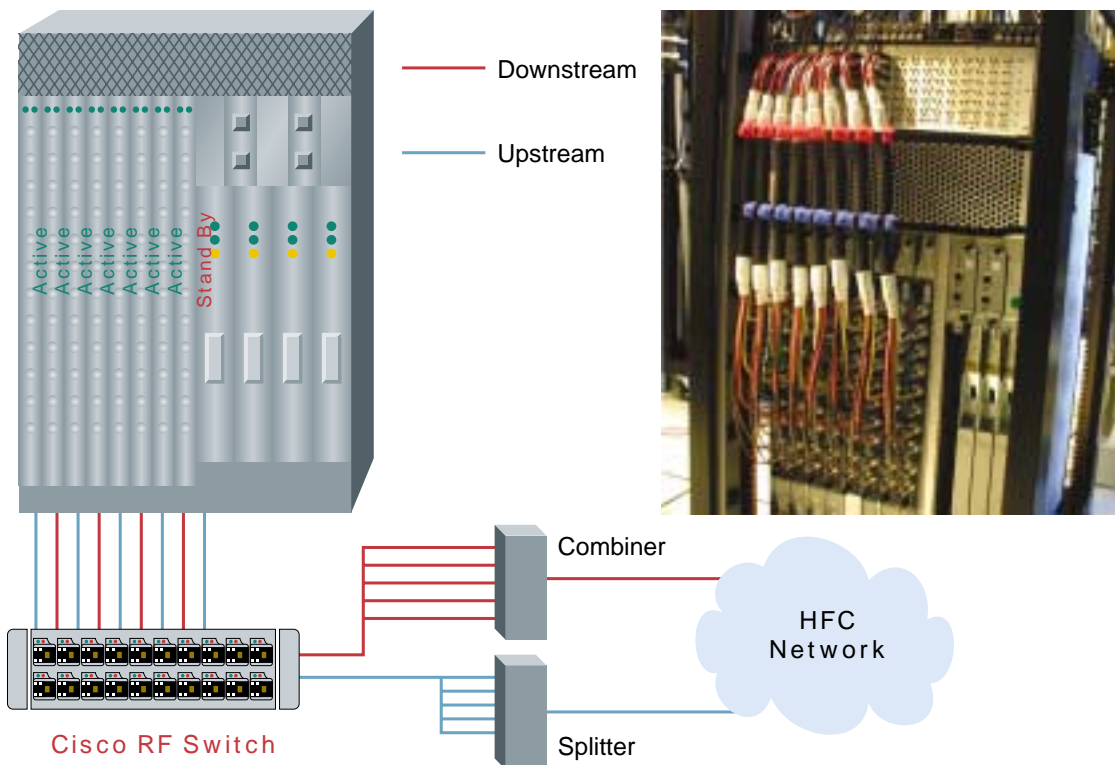 Downstream
Upstream
Active
Active
Active
Active
Active
Active
Active
Stand By
Combiner
HFC
Network
Cisco RF Switch
Splitter